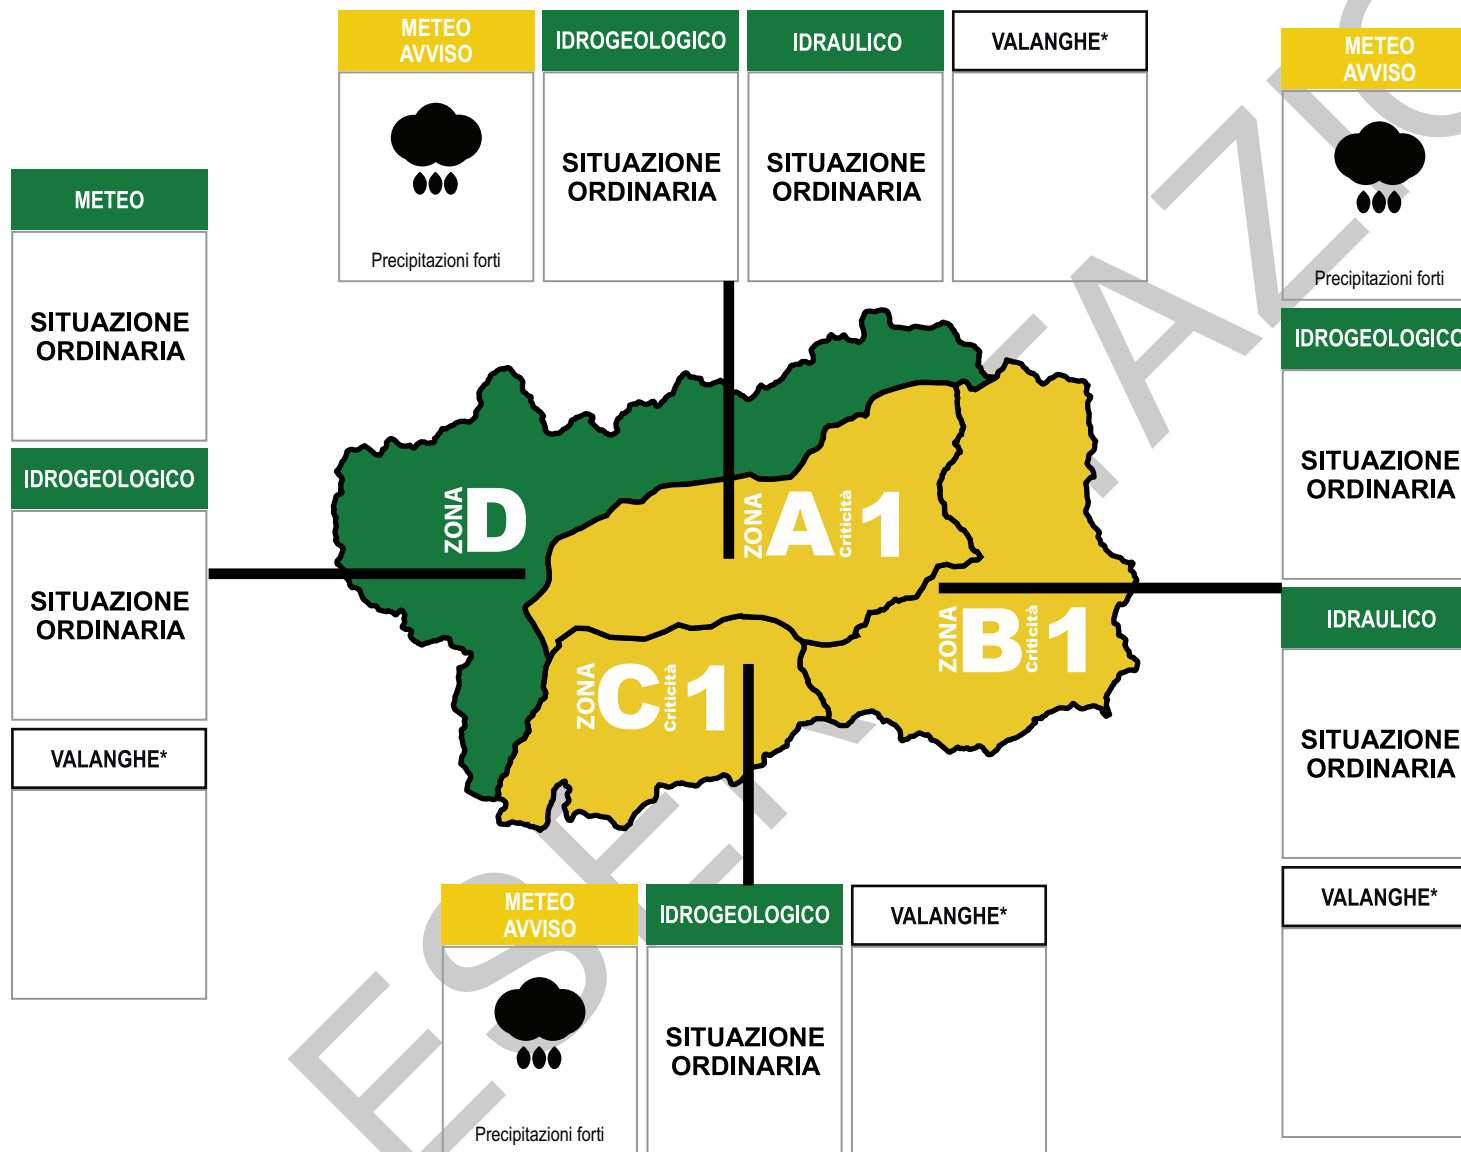 METEO
AVVISO
IDROGEOLOGICO
IDRAULICO
VALANGHE*
Precipitazioni forti
SITUAZIONE
ORDINARIA
SITUAZIONE
ORDINARIA
METEO
AVVISO
Precipitazioni forti
IDROGEOLOGICO
SITUAZIONE
ORDINARIA
IDRAULICO
SITUAZIONE
ORDINARIA
VALANGHE*
METEO
SITUAZIONE
ORDINARIA
IDROGEOLOGICO
SITUAZIONE
ORDINARIA
VALANGHE*
ZONA D
ZONA A Criticità 1
ZONA B Criticità 1
ZONA C Criticità 1
METEO
AVVISO
IDROGEOLOGICO
VALANGHE*
Precipitazioni forti
SITUAZIONE
ORDINARIA